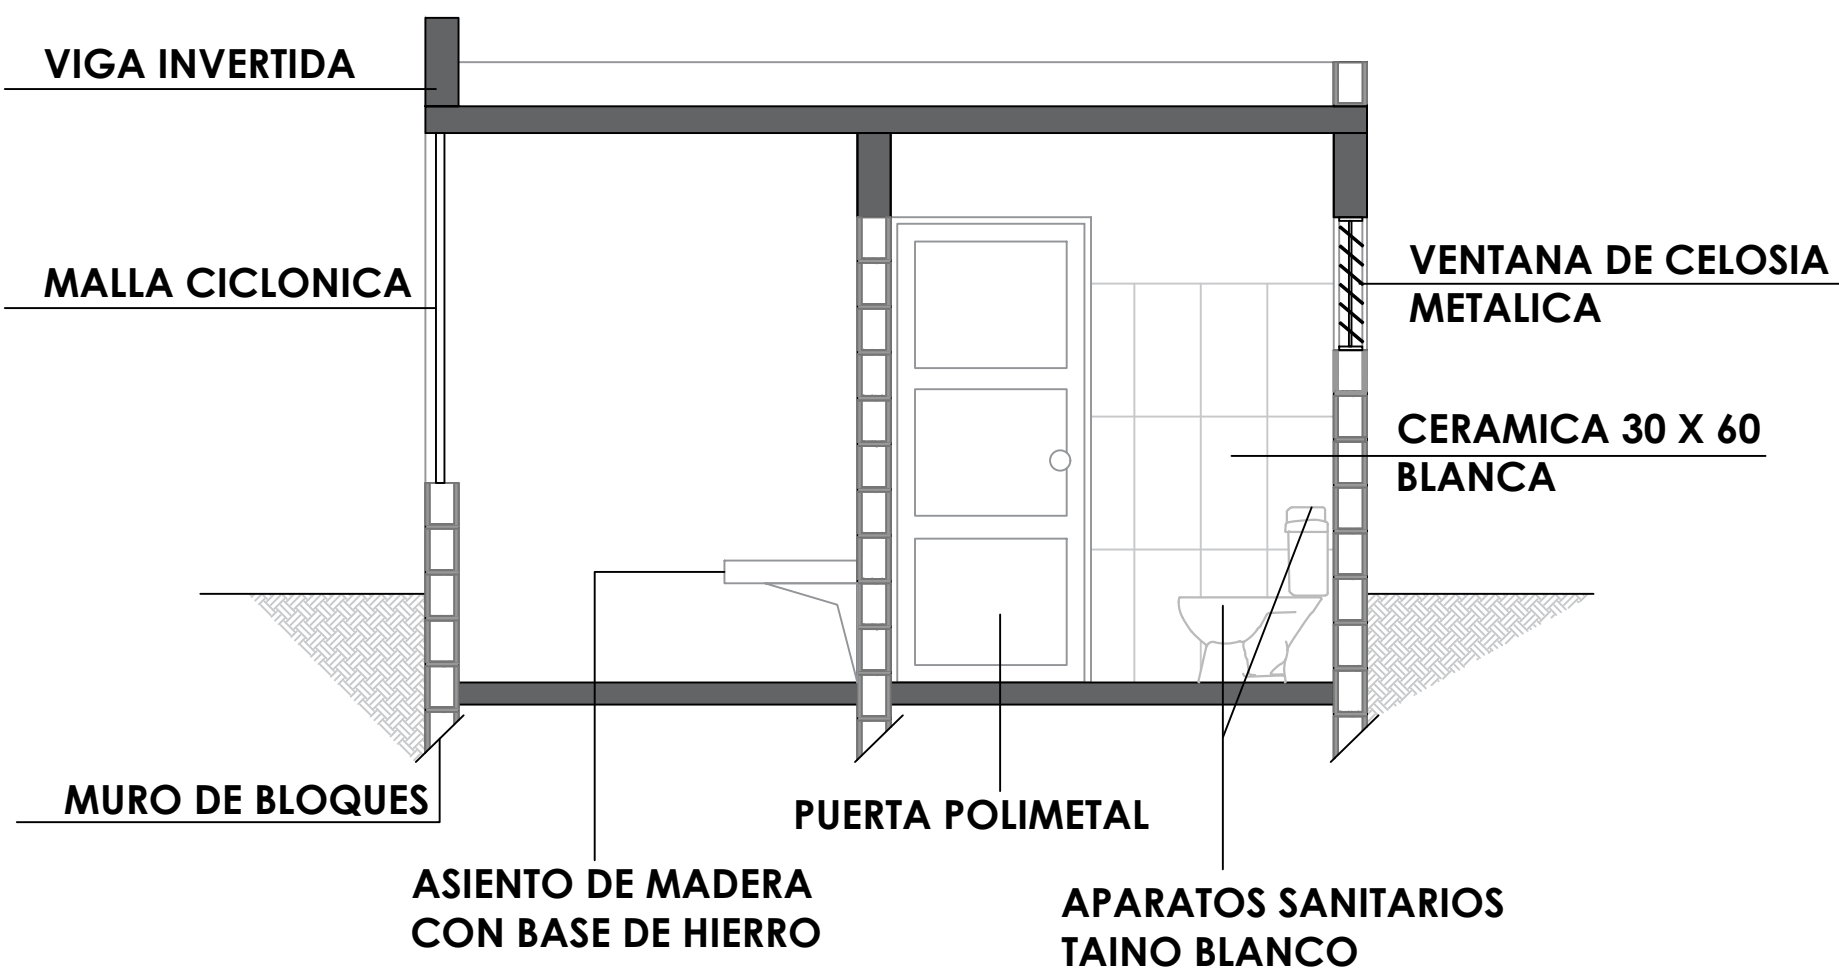 VIGA INVERTIDA
MALLA CICLONICA
VENTANA DE CELOSIA
METALICA
CERAMICA 30 X 60
BLANCA
MURO DE BLOQUES
PUERTA POLIMETAL
ASIENTO DE MADERA
CON BASE DE HIERRO
APARATOS SANITARIOS
TAINO BLANCO